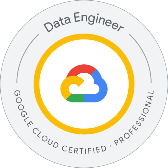 Data Engineer
GOOGLE CLOUD CERTIFIED · PROFESSIONAL